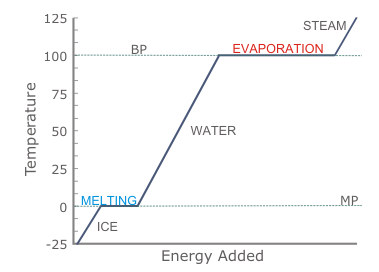 125
STEAM
100
BP
EVAPORATION
75
Temperature
50
WATER
25
MELTING
0
MP
ICE
-25
Energy Added